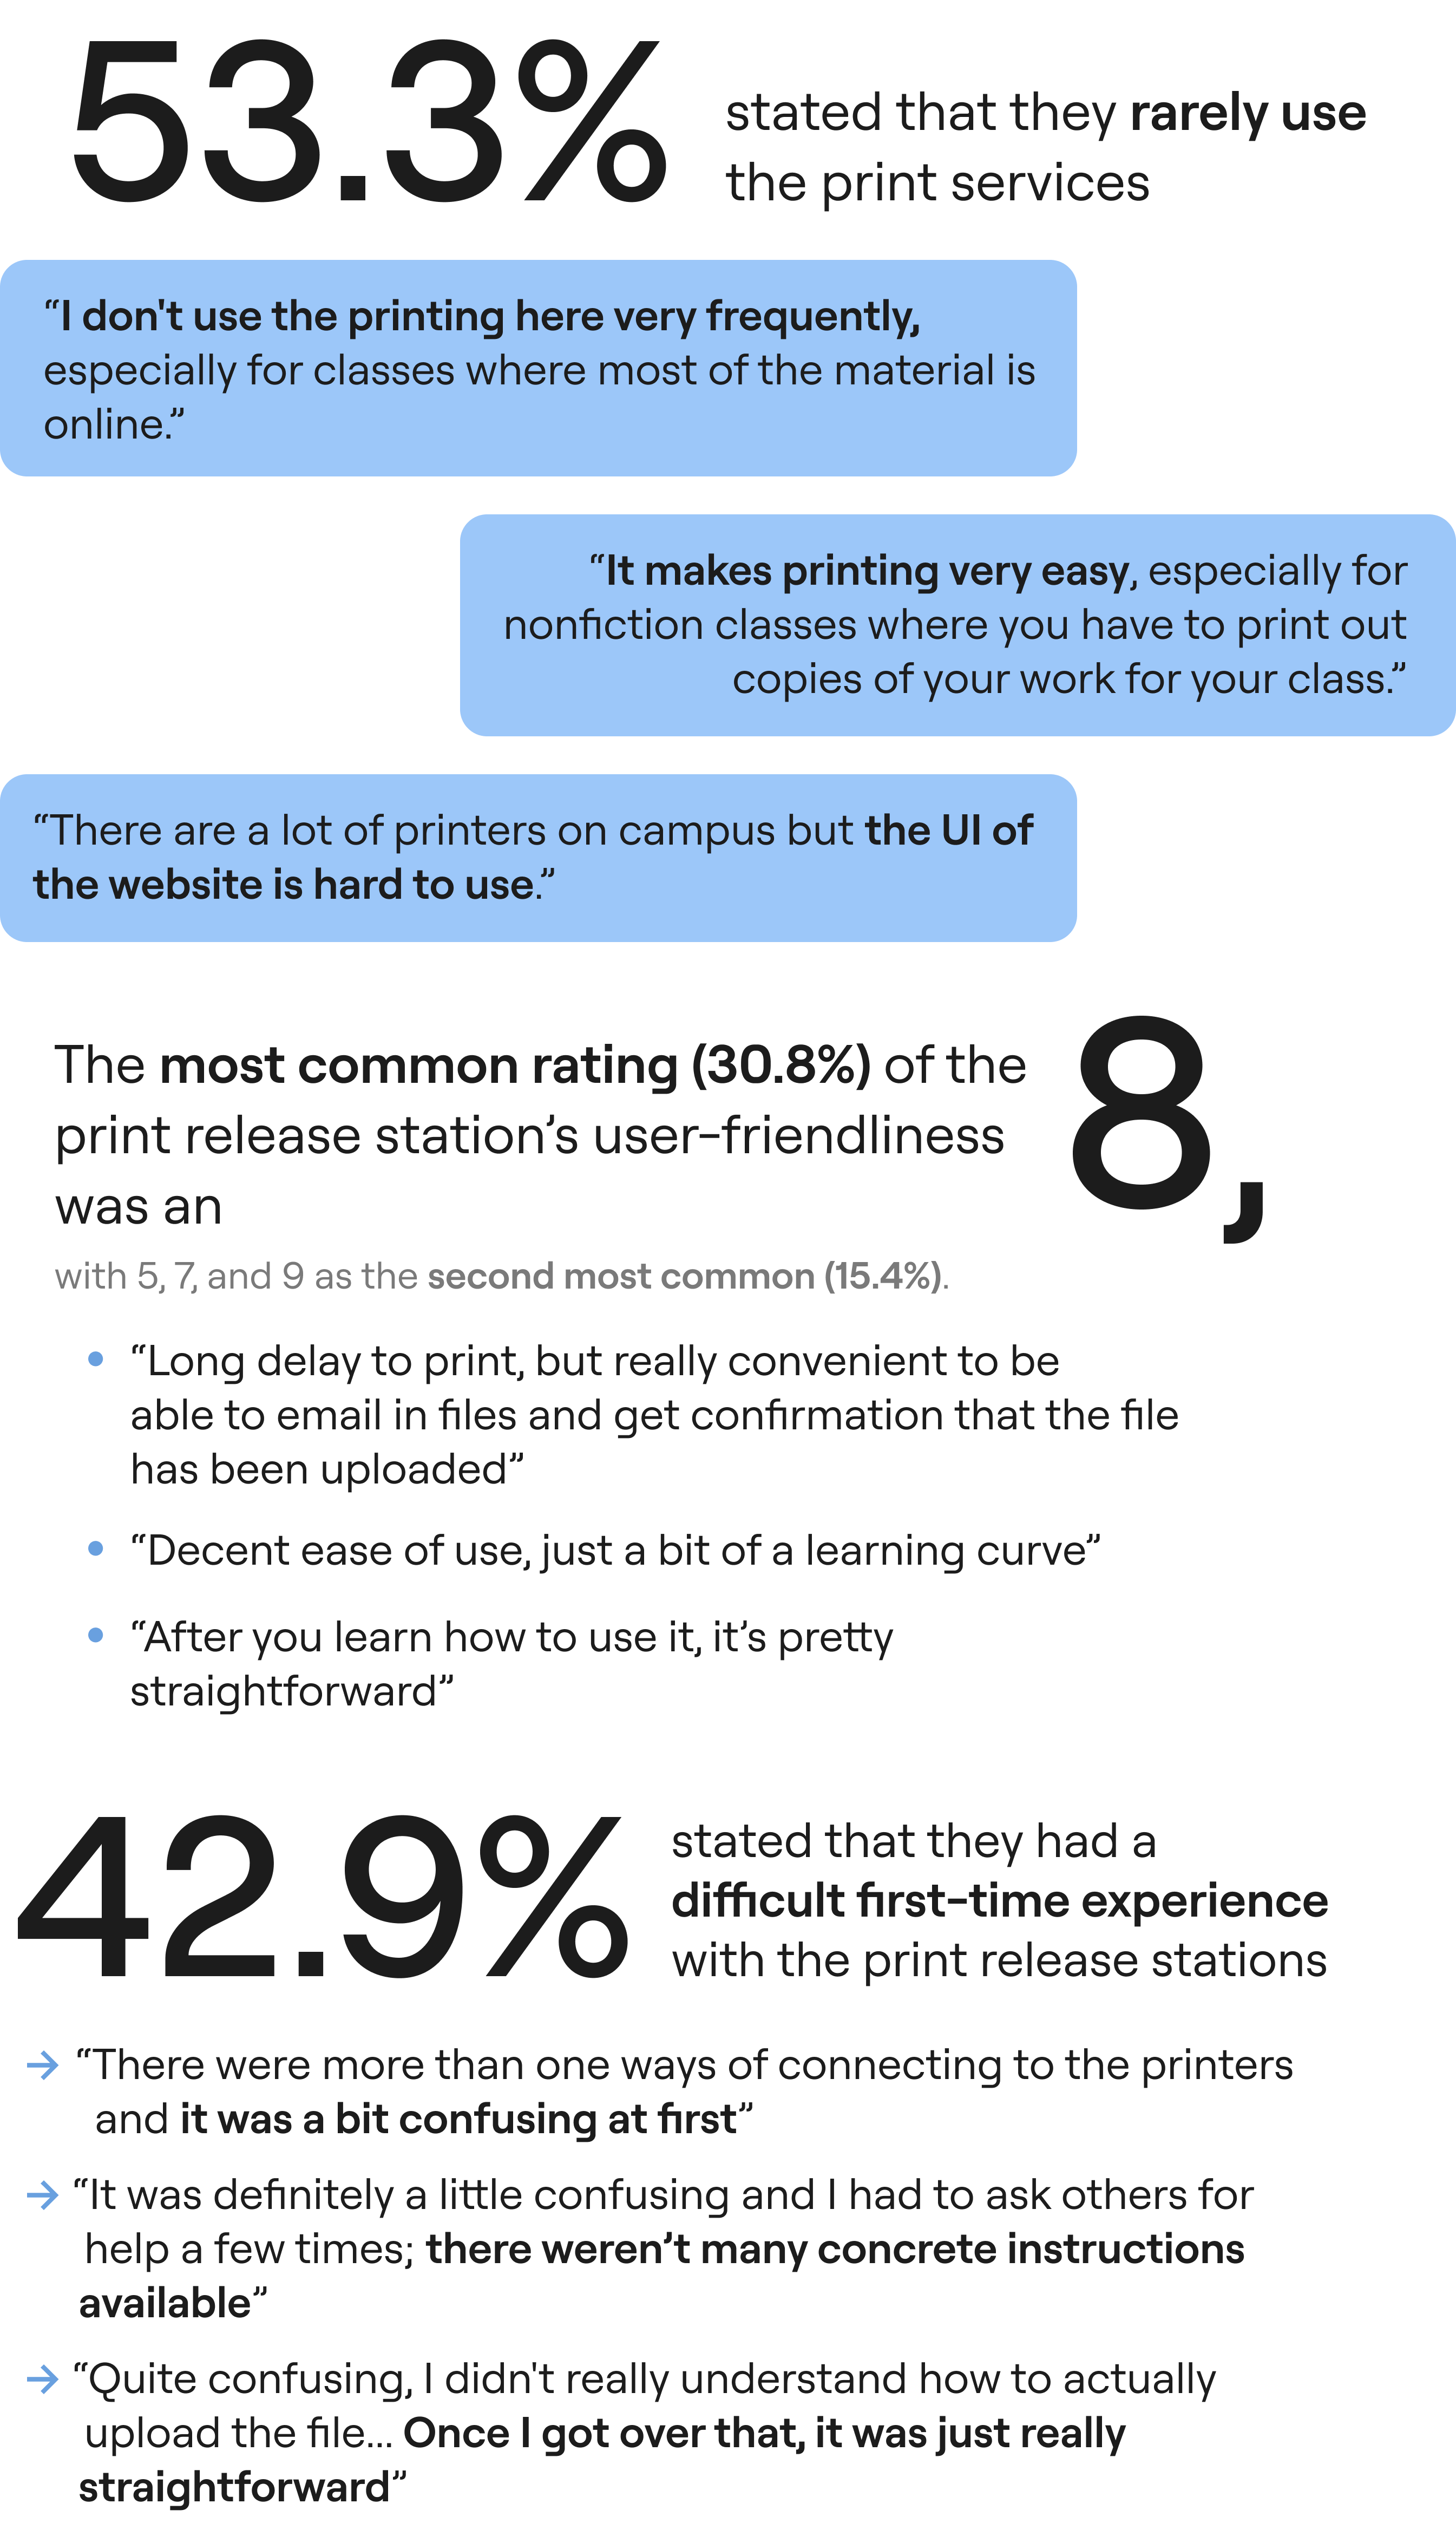 53.3%
stated that they rarely use
the print services
“I don't use the printing here very frequently,
especially for classes where most of the material is
online.”
“It makes printing very easy, especially for
nonfiction classes where you have to print out
copies of your work for your class.”
“There are a lot of printers on campus but the UI of
the website is hard to use.”
The most common rating (30.8%) of the
print release station’s user-friendliness
was an
8,
with 5, 7, and 9 as the second most common (15.4%).
• “Long delay to print, but really convenient to be
able to email in files and get confirmation that the file
has been uploaded”
• “Decent ease of use, just a bit of a learning curve”
• “After you learn how to use it, it’s pretty
straightforward”
42.9%
stated that they had a
difficult first-time experience
with the print release stations
→ “There were more than one ways of connecting to the printers
and it was a bit confusing at first”
→ “It was definitely a little confusing and I had to ask others for
help a few times; there weren’t many concrete instructions
available”
→ “Quite confusing, I didn't really understand how to actually
upload the file... Once I got over that, it was just really
straightforward”